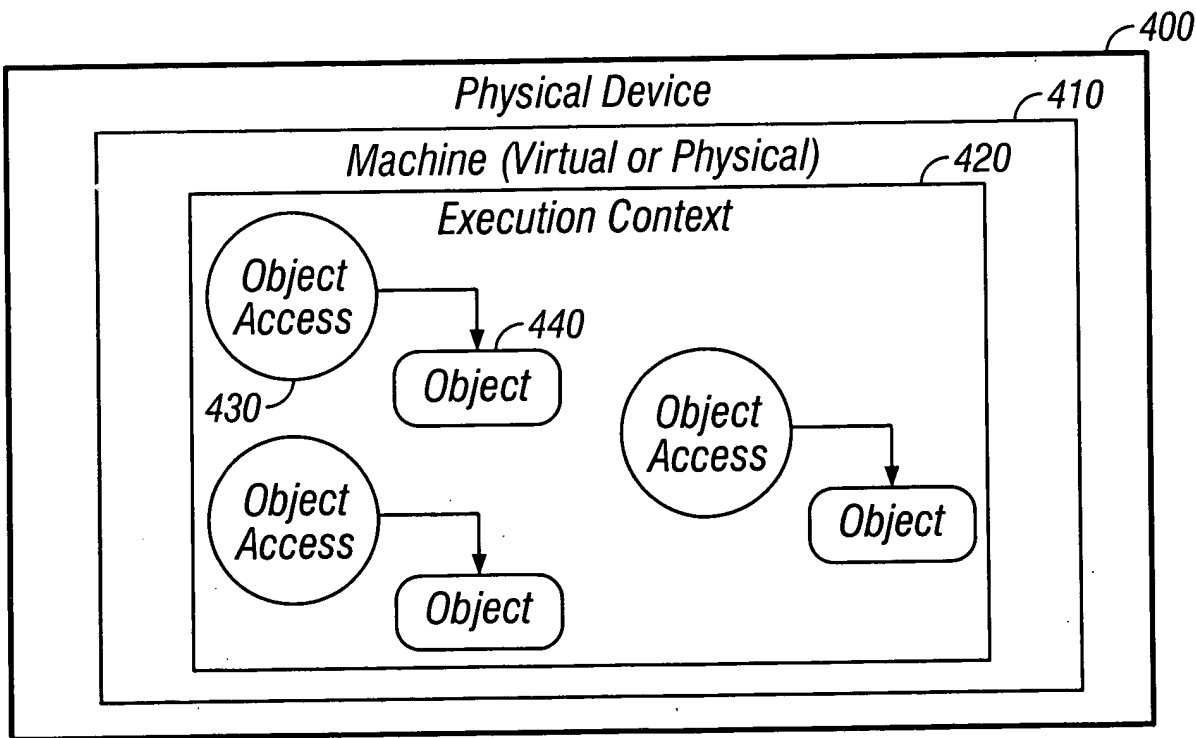 400
Physical Device
410
Machine (Virtual or Physical)
420
Execution Context
Object
Access
440
Object
430
Object
Access
Object
Object
Access
Object